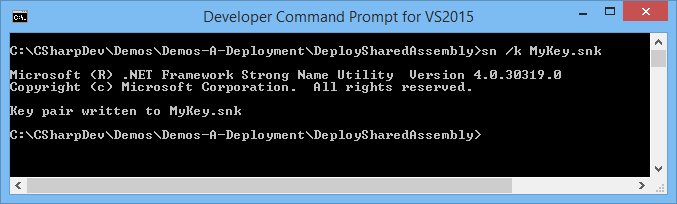 Developer Command Prompt for VS2015
C:\CSharpDev\Demos\Demos-A-Deployment\DeploySharedAssembly>sn /k MyKey.snk
Microsoft (R) .NET Framework Strong Name Utility  Version 4.0.30319.0
Copyright (c) Microsoft Corporation.  All rights reserved.
Key pair written to MyKey.snk
C:\CSharpDev\Demos\Demos-A-Deployment\DeploySharedAssembly>